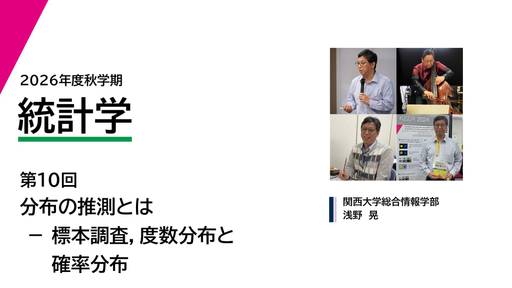 2026年度秋学期
統計学
第10回
分布の推測とは
－ 標本調査，度数分布と
確率分布
関西大学総合情報学部
浅野　晃